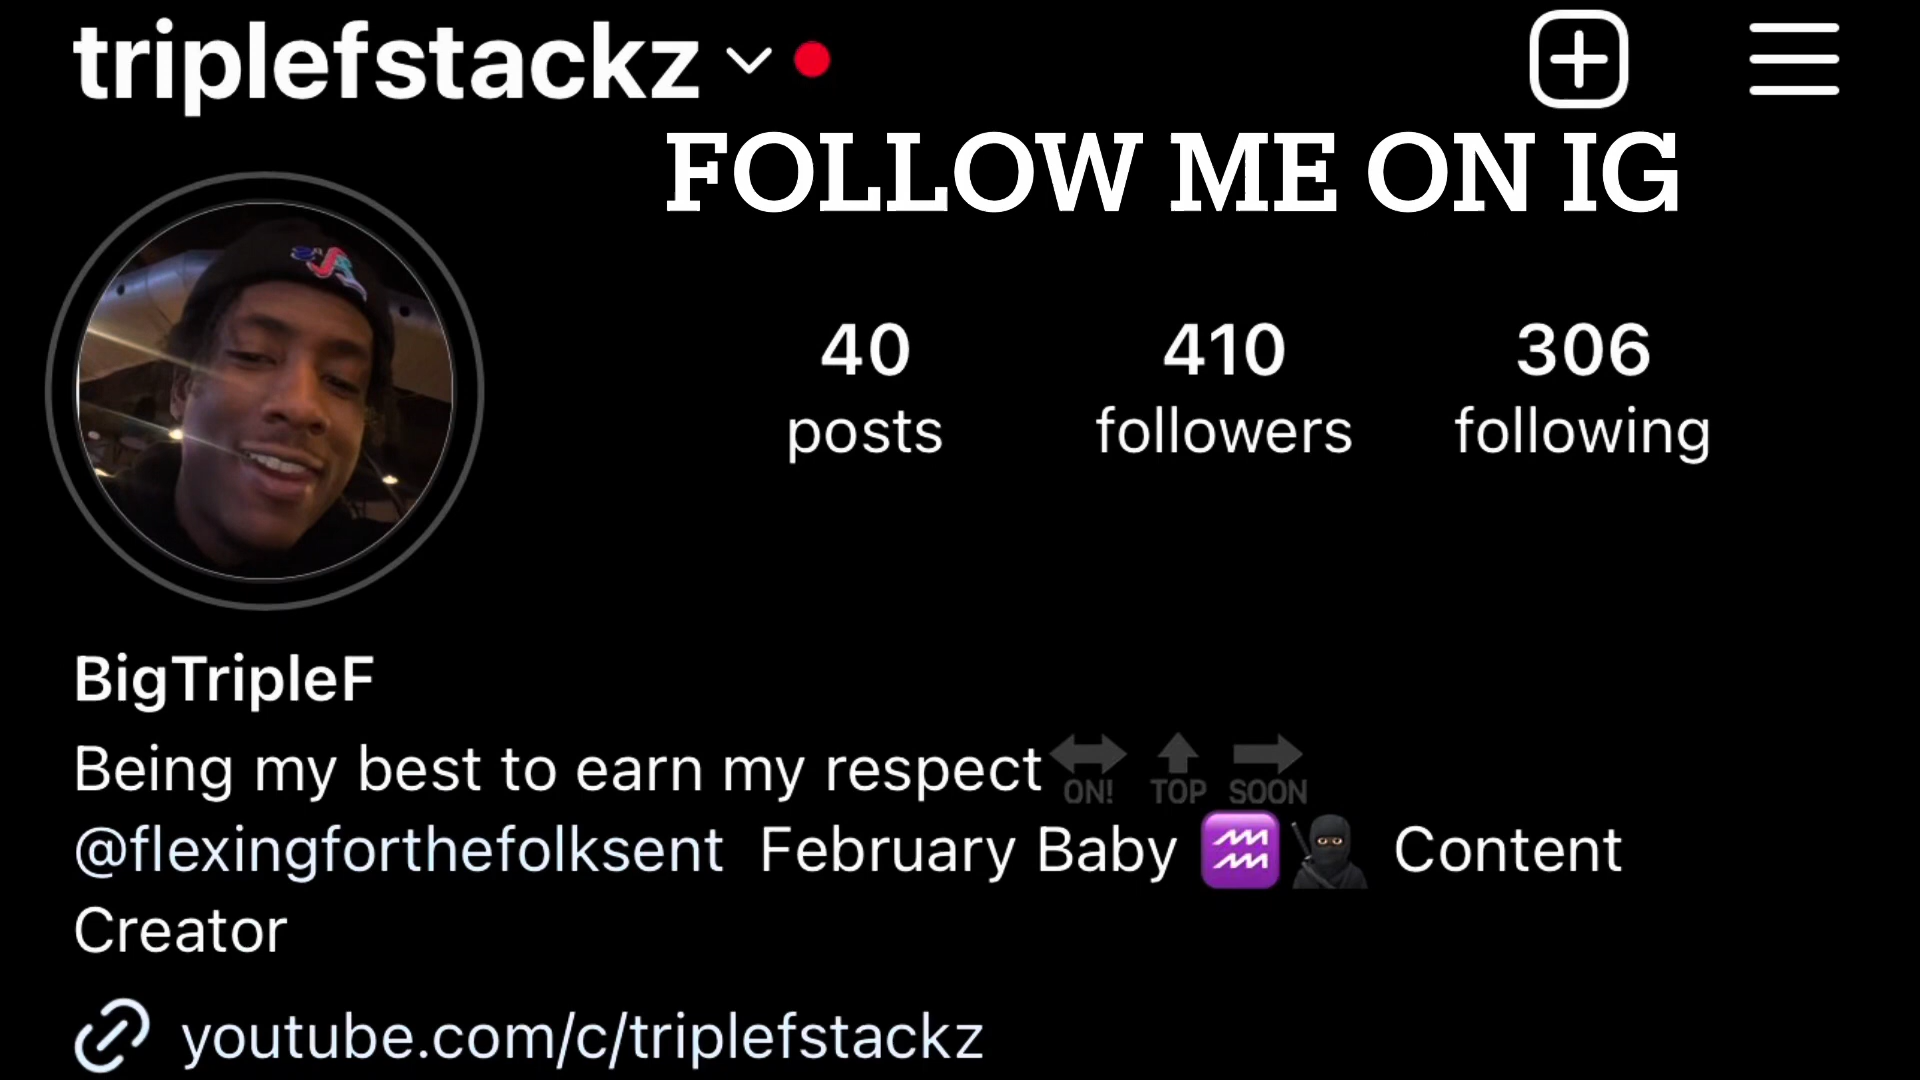 triplefstackz
FOLLOW ME ON IG
40 410 306
posts followers following
BigTripleF
Being my best to earn my respect ON! TOP SOON
@flexingforthefolksent February Baby ♒🥷🏿 Content
Creator
youtube.com/c/triplefstackz